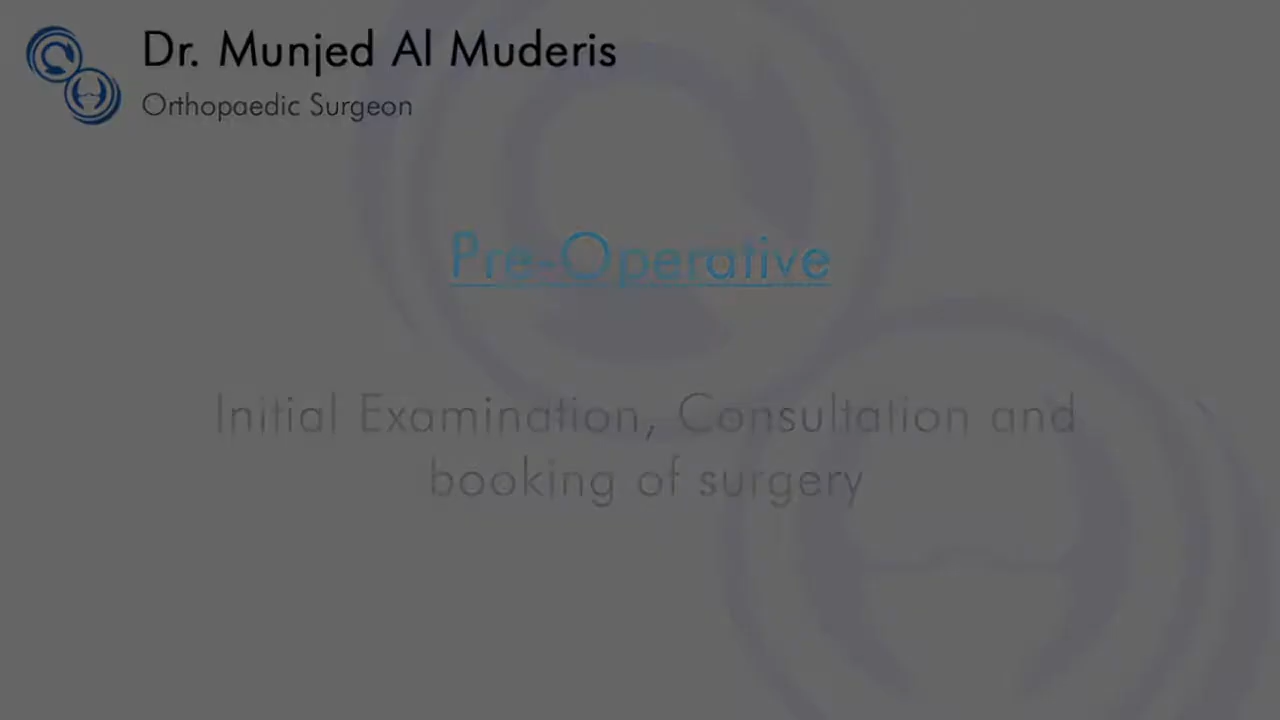 Dr. Munjed Al Muderis
Orthopaedic Surgeon
Pre-Operative
Initial Examination, Consultation and
booking of surgery